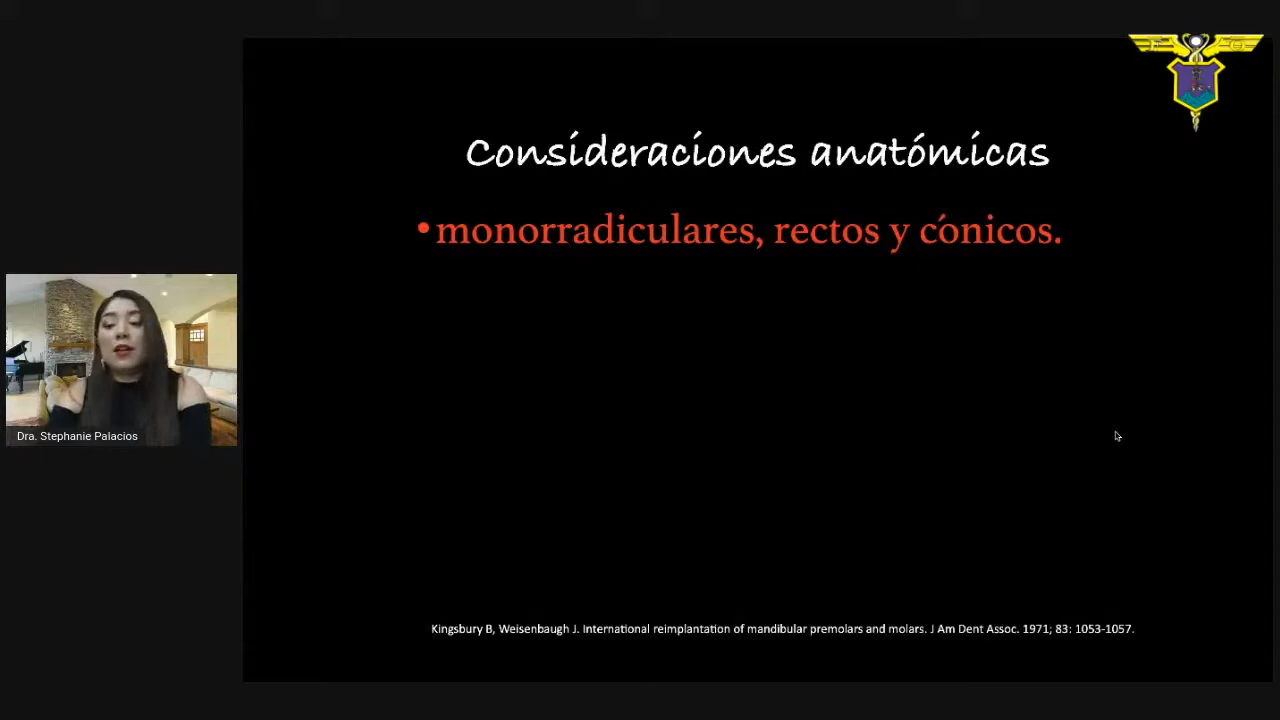 Consideraciones anatómicas
•monorradiculares, rectos y cónicos.
Dra. Stephanie Palacios
Kingsbury B, Weisenbaugh J. International reimplantation of mandibular premolars and molars. J Am Dent Assoc. 1971; 83: 1053-1057.